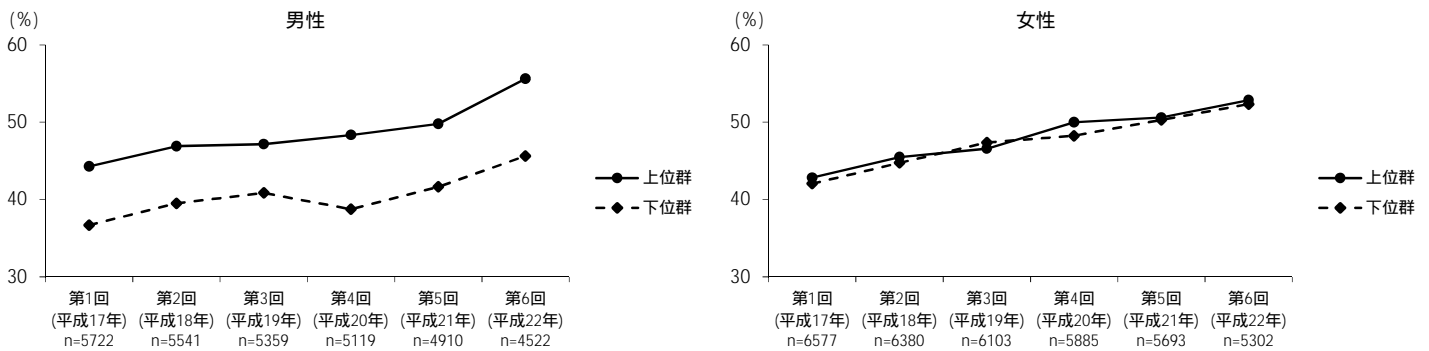 男性
(%)
60
50
40
30
第1回 第2回 第3回 第4回 第5回 第6回
(平成17年) (平成18年) (平成19年) (平成20年) (平成21年) (平成22年)
n=5722 n=5541 n=5359 n=5119 n=4910 n=4522
上位群
下位群
女性
(%)
60
50
40
30
第1回 第2回 第3回 第4回 第5回 第6回
(平成17年) (平成18年) (平成19年) (平成20年) (平成21年) (平成22年)
n=6577 n=6380 n=6103 n=5885 n=5693 n=5302
上位群
下位群